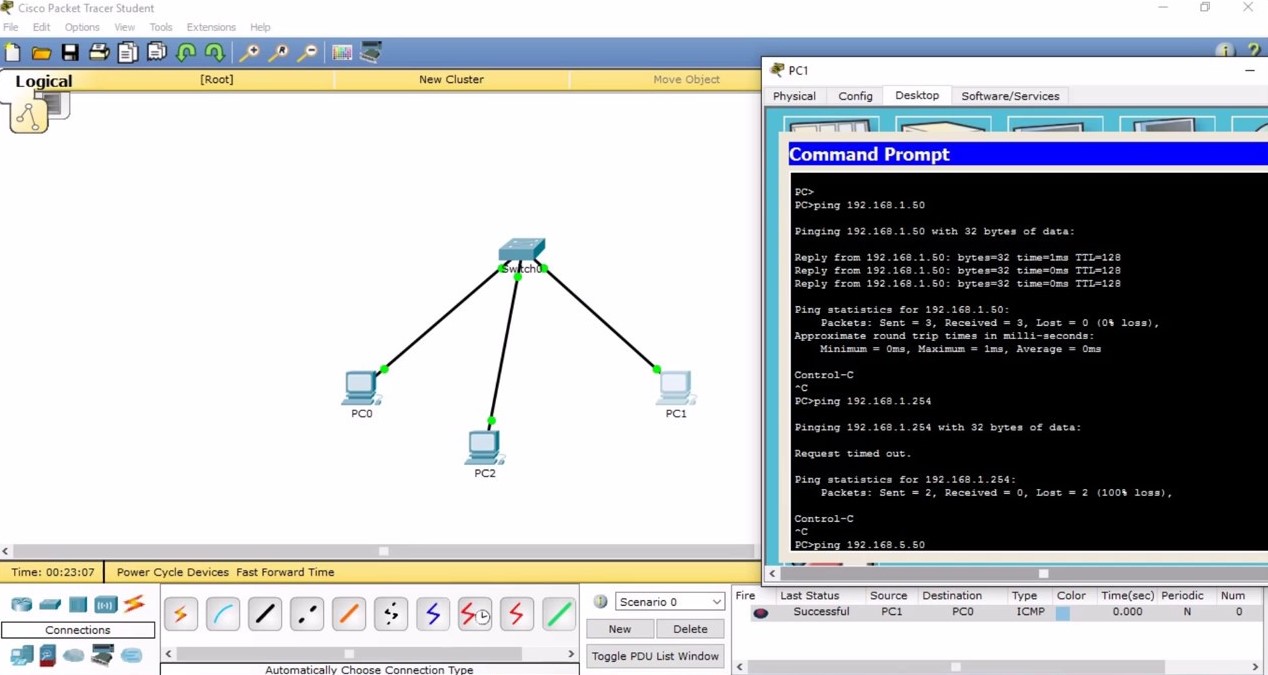 Cisco Packet Tracer Student
File Edit Options View Tools Extensions Help
Logical [Root] New Cluster Move Object
Switch0
PC0
PC1
PC2
PC1
Physical Config Desktop Software/Services
Command Prompt
PC>
PC>ping 192.168.1.50
Pinging 192.168.1.50 with 32 bytes of data:
Reply from 192.168.1.50: bytes=32 time=1ms TTL=128
Reply from 192.168.1.50: bytes=32 time=0ms TTL=128
Reply from 192.168.1.50: bytes=32 time=0ms TTL=128
Ping statistics for 192.168.1.50:
Packets: Sent = 3, Received = 3, Lost = 0 (0% loss),
Approximate round trip times in milli-seconds:
Minimum = 0ms, Maximum = 1ms, Average = 0ms
Control-C
^C
PC>ping 192.168.1.254
Pinging 192.168.1.254 with 32 bytes of data:
Request timed out.
Ping statistics for 192.168.1.254:
Packets: Sent = 2, Received = 0, Lost = 2 (100% loss),
Control-C
^C
PC>ping 192.168.5.50
Time: 00:23:07 Power Cycle Devices Fast Forward Time
Connections
Automatically Choose Connection Type
Scenario 0
New Delete
Toggle PDU List Window
Fire Last Status Source Destination Type Color Time(sec) Periodic Num
Successful PC1 PC0 ICMP 0.000 N 0